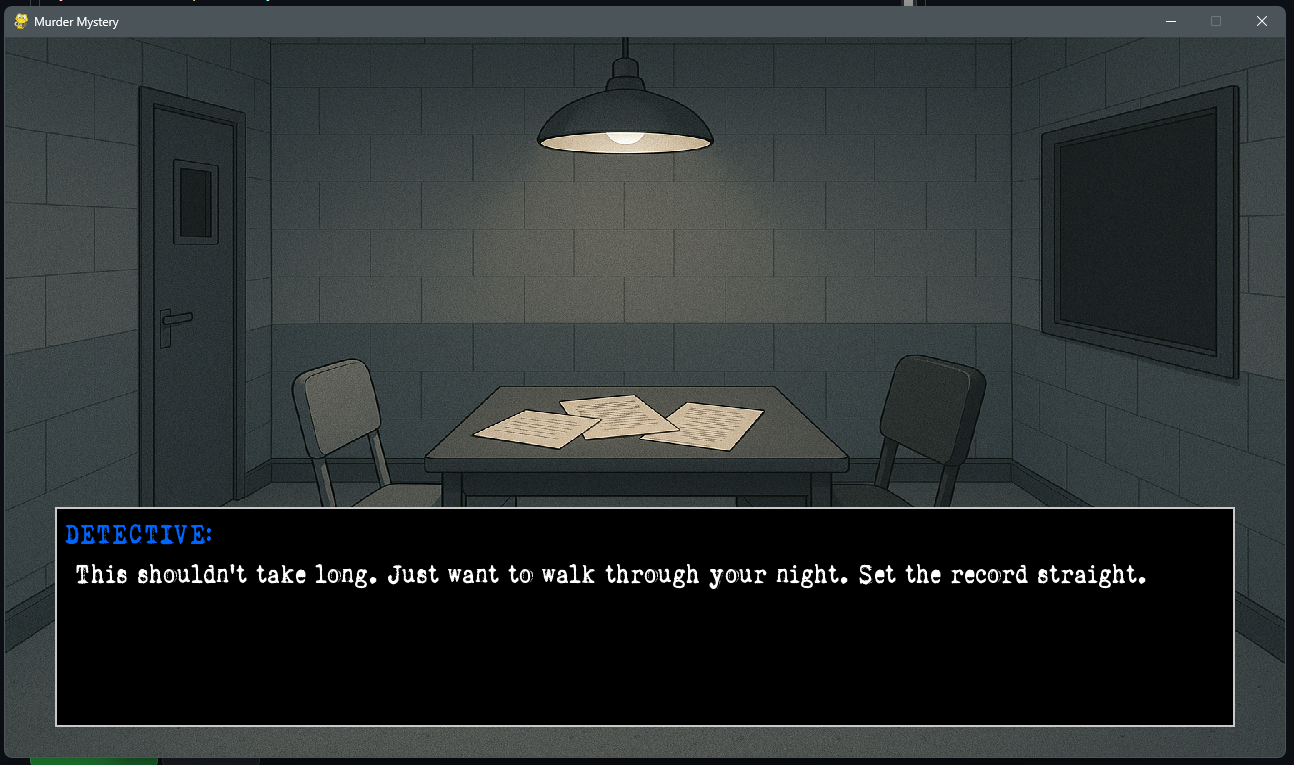 Murder Mystery
DETECTIVE:
This shouldn't take long. Just want to walk through your night. Set the record straight.